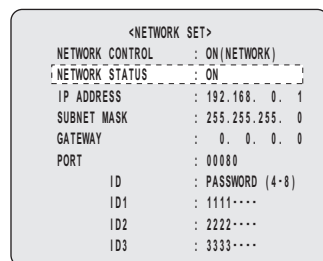 <NETWORK SET>
NETWORK CONTROL : ON(NETWORK)
NETWORK STATUS : ON
IP ADDRESS : 192.168. 0. 1
SUBNET MASK : 255.255.255. 0
GATEWAY : 0. 0. 0. 0
PORT : 00080
ID : PASSWORD (4-8)
ID1 : 1111····
ID2 : 2222····
ID3 : 3333····